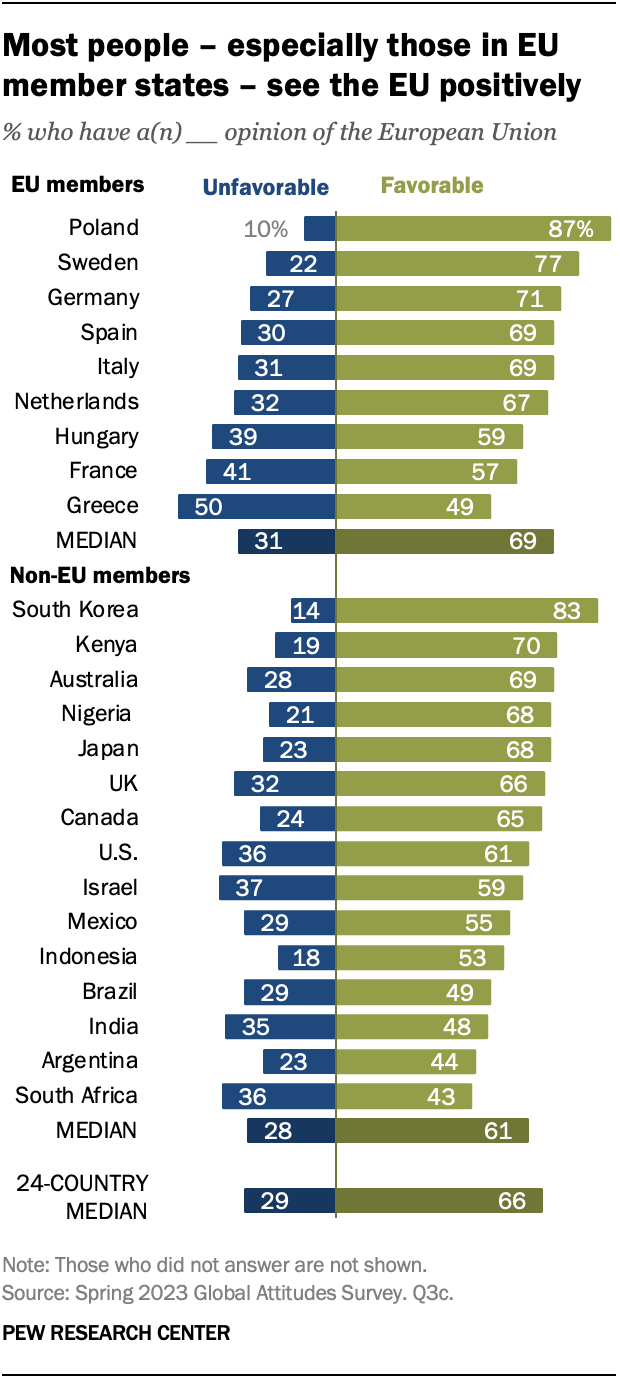 Most people – especially those in EU
member states – see the EU positively
% who have a(n) __ opinion of the European Union
EU members Unfavorable Favorable
Poland 10% 87%
Sweden 22 77
Germany 27 71
Spain 30 69
Italy 31 69
Netherlands 32 67
Hungary 39 59
France 41 57
Greece 50 49
MEDIAN 31 69
Non-EU members
South Korea 14 83
Kenya 19 70
Australia 28 69
Nigeria 21 68
Japan 23 68
UK 32 66
Canada 24 65
U.S. 36 61
Israel 37 59
Mexico 29 55
Indonesia 18 53
Brazil 29 49
India 35 48
Argentina 23 44
South Africa 36 43
MEDIAN 28 61
24-COUNTRY
MEDIAN 29 66
Note: Those who did not answer are not shown.
Source: Spring 2023 Global Attitudes Survey. Q3c.
PEW RESEARCH CENTER